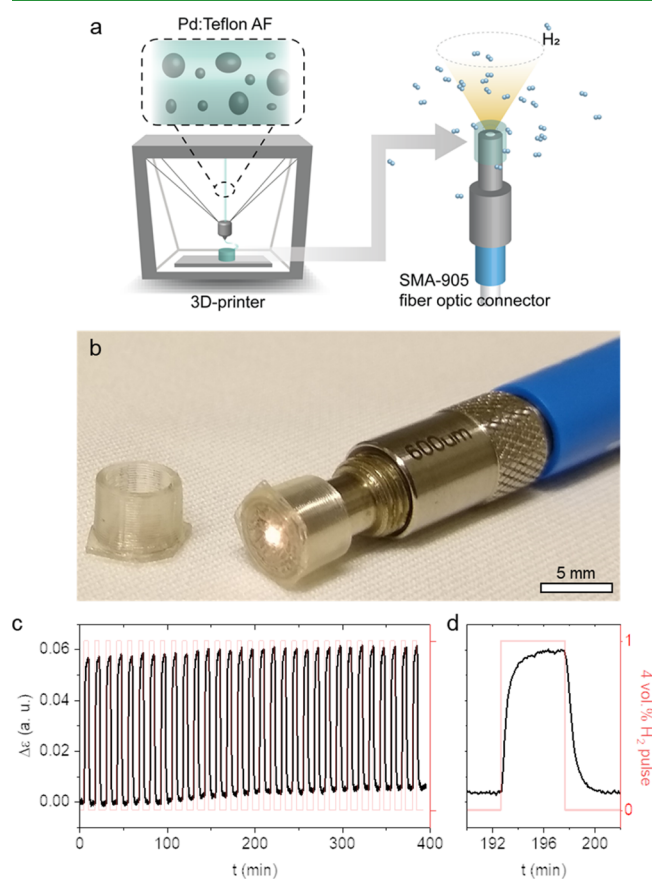 a
Pd:Teflon AF
H₂
3D-printer
SMA-905
fiber optic connector
b
600um
5 mm
c
0.06
0.04
0.02
0.00
Δε (a. u.)
0
100
200
300
400
t (min)
d
1
0
4 vol.% H₂ pulse
192
196
200
t (min)